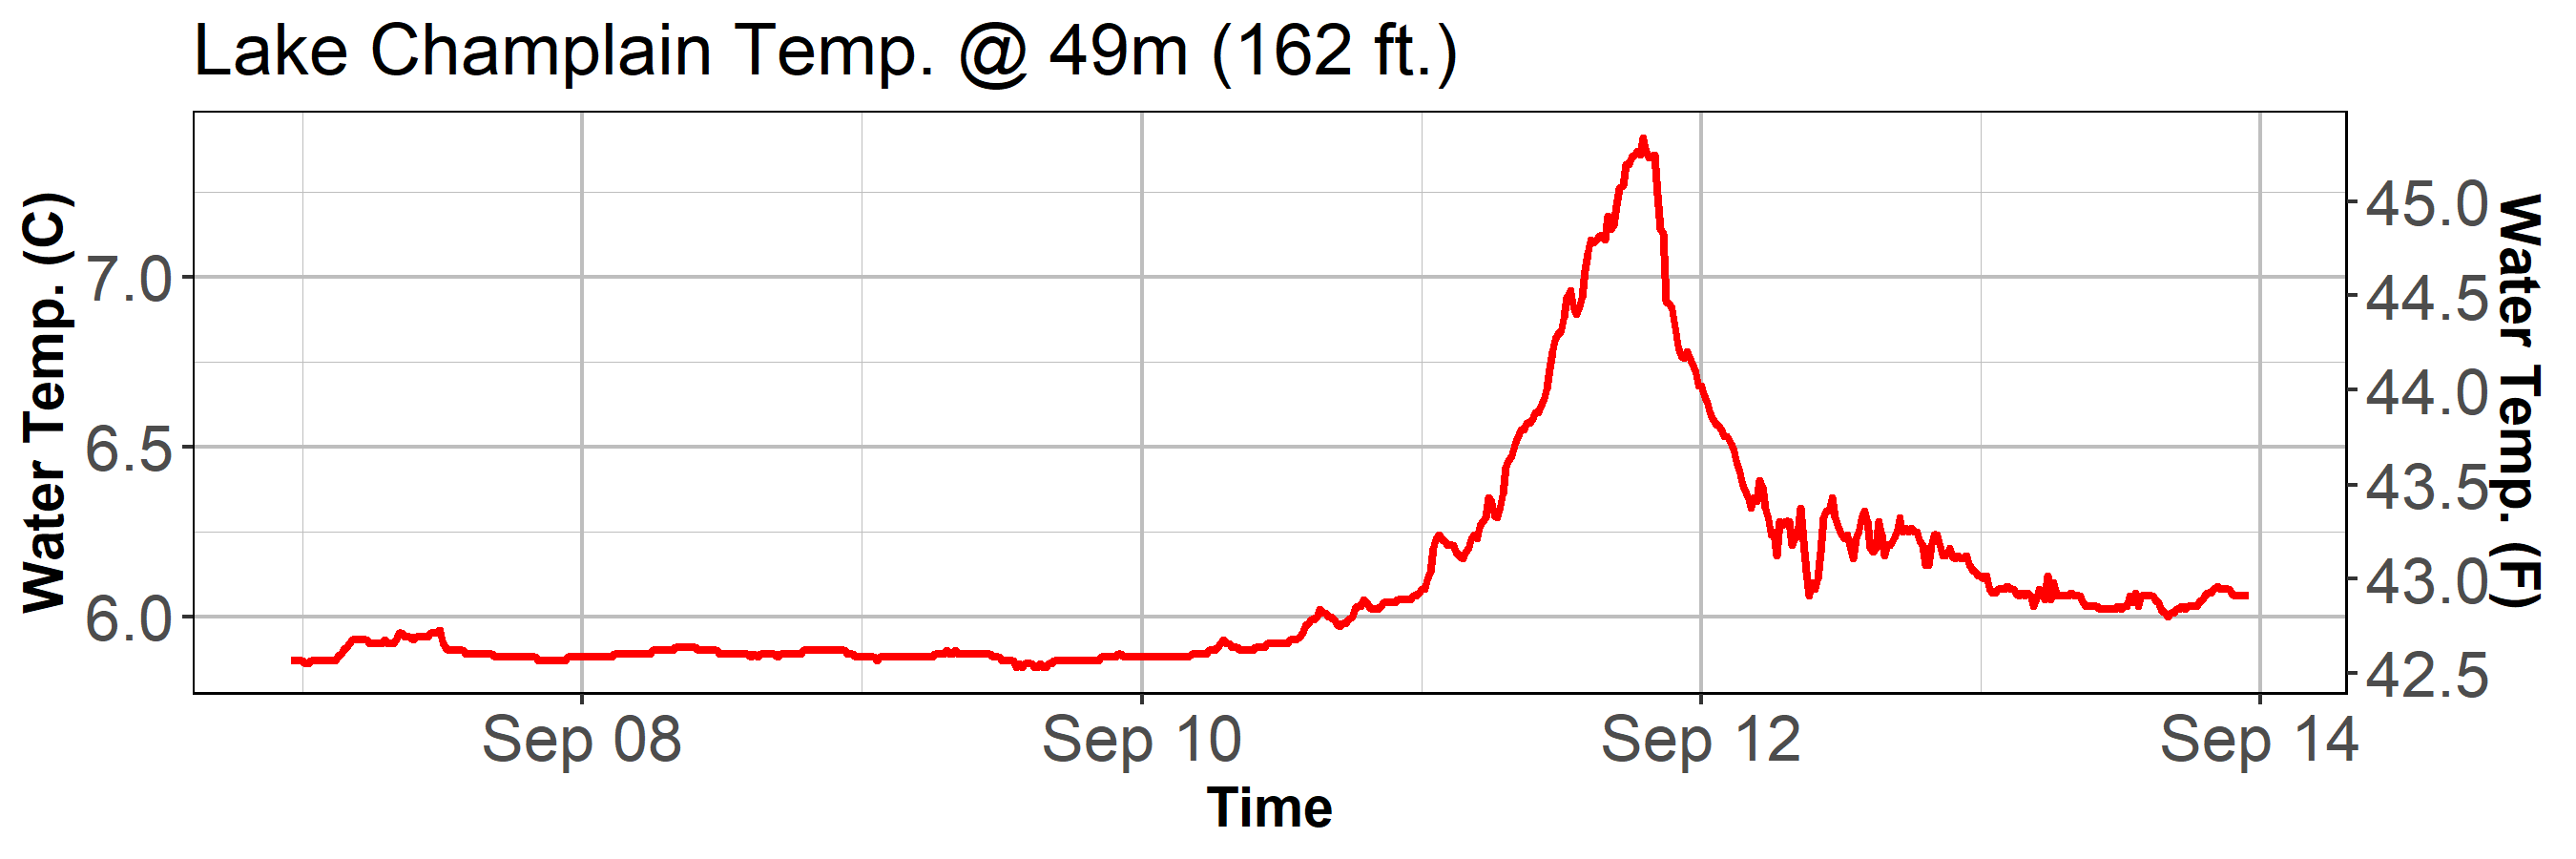 Lake Champlain Temp. @ 49m (162 ft.)
Water Temp. (C)
7.0
6.5
6.0
45.0
44.5
44.0
43.5
43.0
42.5
Water Temp. (F)
Sep 08 Sep 10 Sep 12 Sep 14
Time